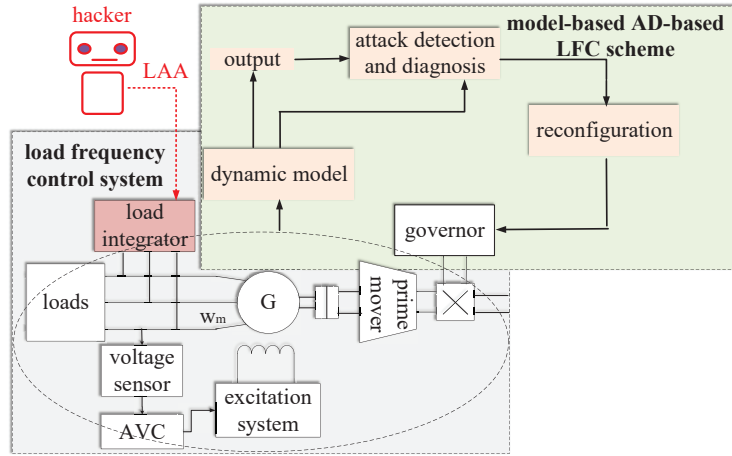 hacker
LAA
model-based AD-based
LFC scheme
output
attack detection
and diagnosis
reconfiguration
load frequency
control system
dynamic model
load
integrator
governor
loads
G
prime
mover
wm
voltage
sensor
excitation
system
AVC